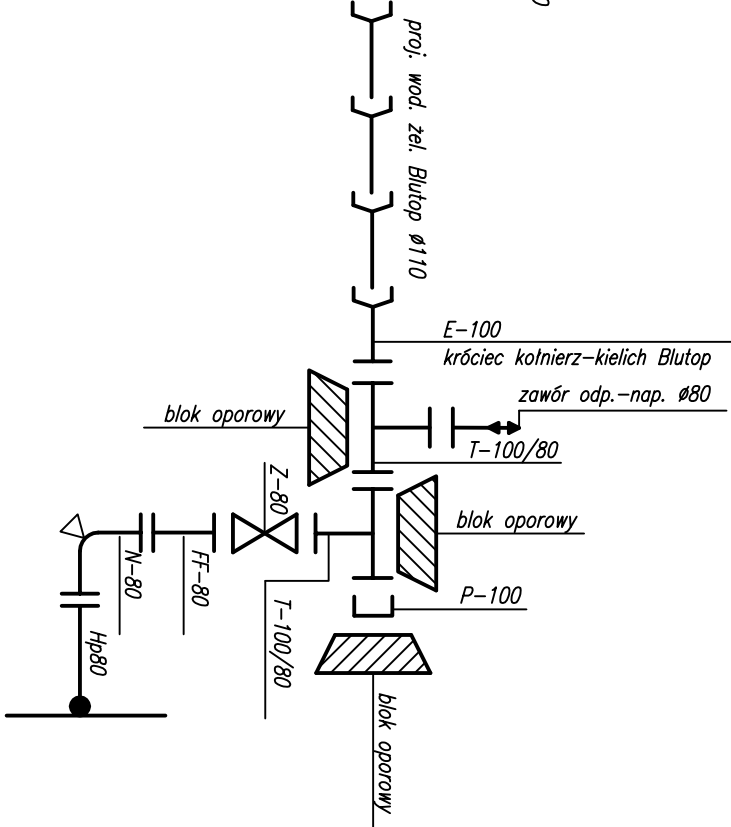 proj. wod. żel. Blutop ø110
E-100
króciec kołnierz-kielich Blutop
zawór odp.-nap. ø80
blok oporowy
T-100/80
Z-80
blok oporowy
N-80
FF-80
P-100
T-100/80
Hp80
blok oporowy